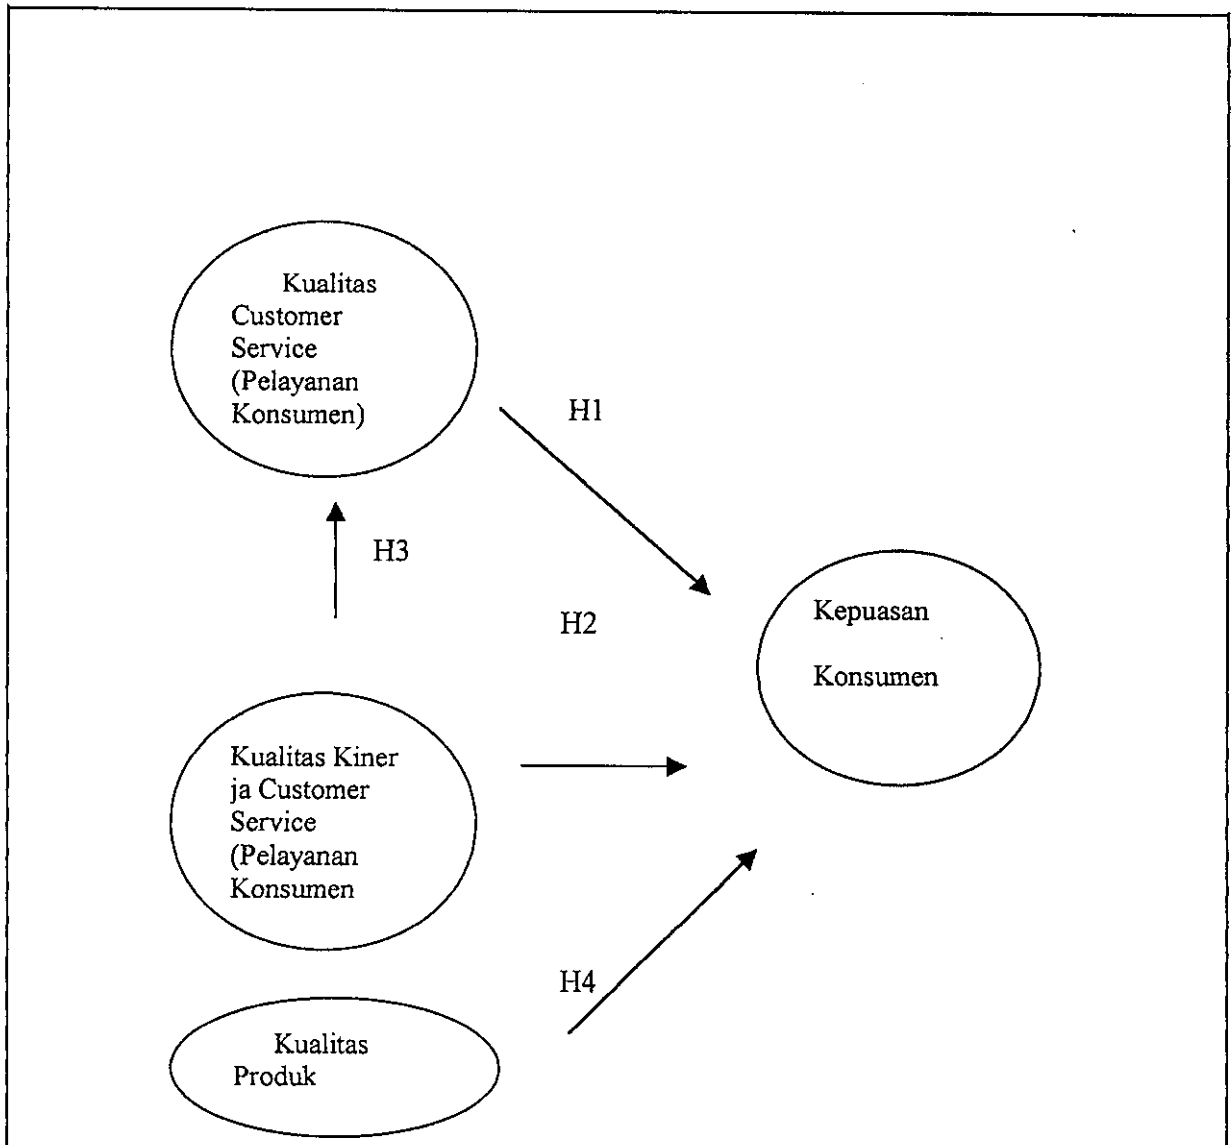 Kualitas
Customer
Service
(Pelayanan
Konsumen)
H1
H3
H2
Kepuasan
Konsumen
Kualitas Kiner
ja Customer
Service
(Pelayanan
Konsumen
H4
Kualitas
Produk